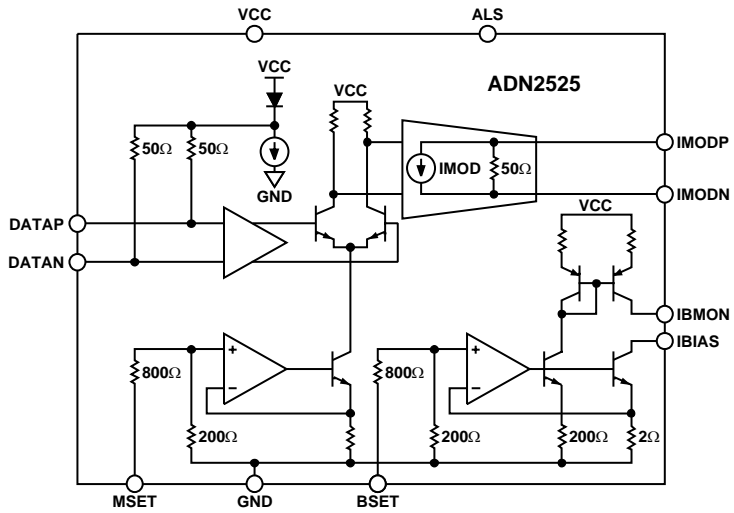 VCC
ALS
VCC
ADN2525
VCC
50Ω
50Ω
GND
IMOD
50Ω
IMODP
IMODN
DATAP
DATAN
VCC
IBMON
IBIAS
800Ω
+
−
200Ω
800Ω
+
−
200Ω
200Ω
2Ω
MSET
GND
BSET